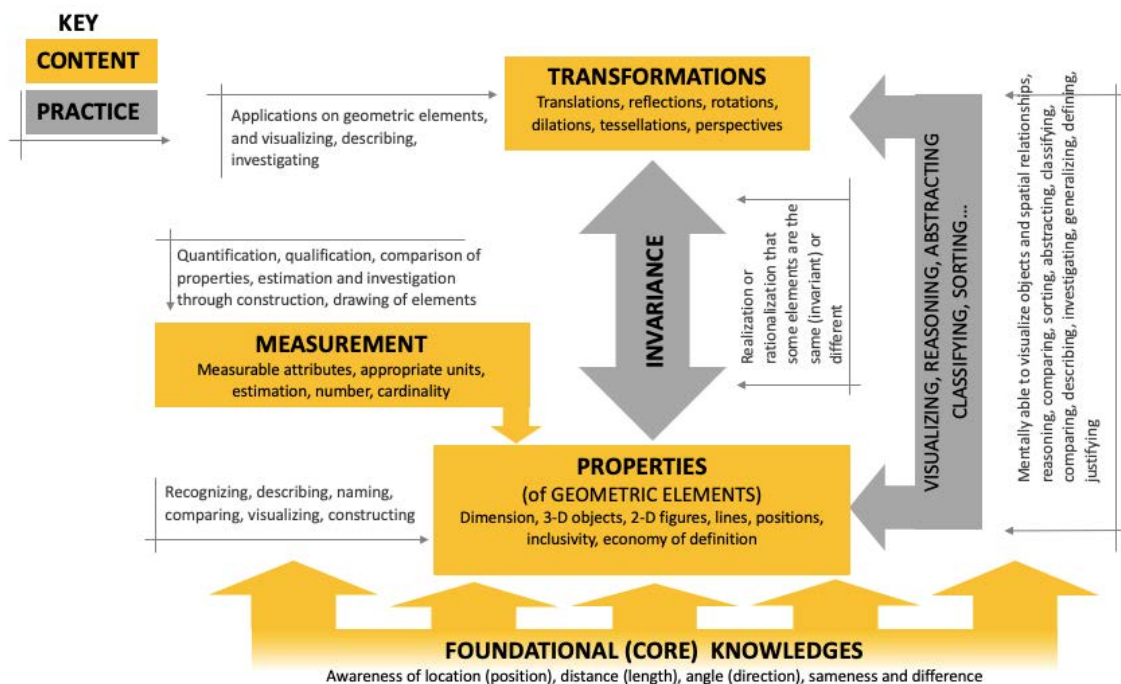 KEY
CONTENT
PRACTICE
Applications on geometric elements,
and visualizing, describing,
investigating
TRANSFORMATIONS
Translations, reflections, rotations,
dilations, tessellations, perspectives
Quantification, qualification, comparison of
properties, estimation and investigation
through construction, drawing of elements
MEASUREMENT
Measurable attributes, appropriate units,
estimation, number, cardinality
INVARIANCE
Realization or
rationalization that
some elements are the
same (invariant) or
different
VISUALIZING, REASONING, ABSTRACTING
CLASSIFYING, SORTING...
Mentally able to visualize objects and spatial relationships,
reasoning, comparing, sorting, abstracting, classifying,
comparing, describing, investigating, generalizing, defining,
justifying
Recognizing, describing, naming,
comparing, visualizing, constructing
PROPERTIES
(of GEOMETRIC ELEMENTS)
Dimension, 3-D objects, 2-D figures, lines, positions,
inclusivity, economy of definition
FOUNDATIONAL (CORE) KNOWLEDGES
Awareness of location (position), distance (length), angle (direction), sameness and difference